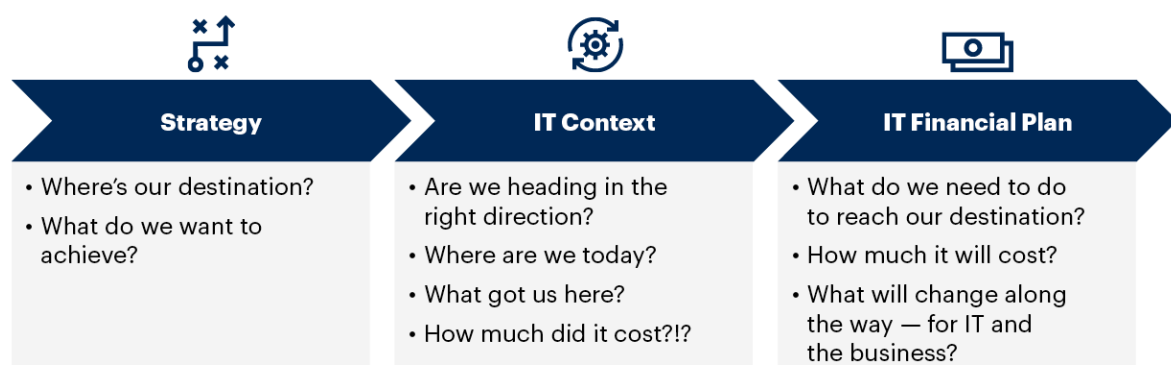 Strategy
• Where's our destination?
• What do we want to
achieve?
IT Context
• Are we heading in the
right direction?
• Where are we today?
• What got us here?
• How much did it cost?!?
IT Financial Plan
• What do we need to do
to reach our destination?
• How much it will cost?
• What will change along
the way — for IT and
the business?